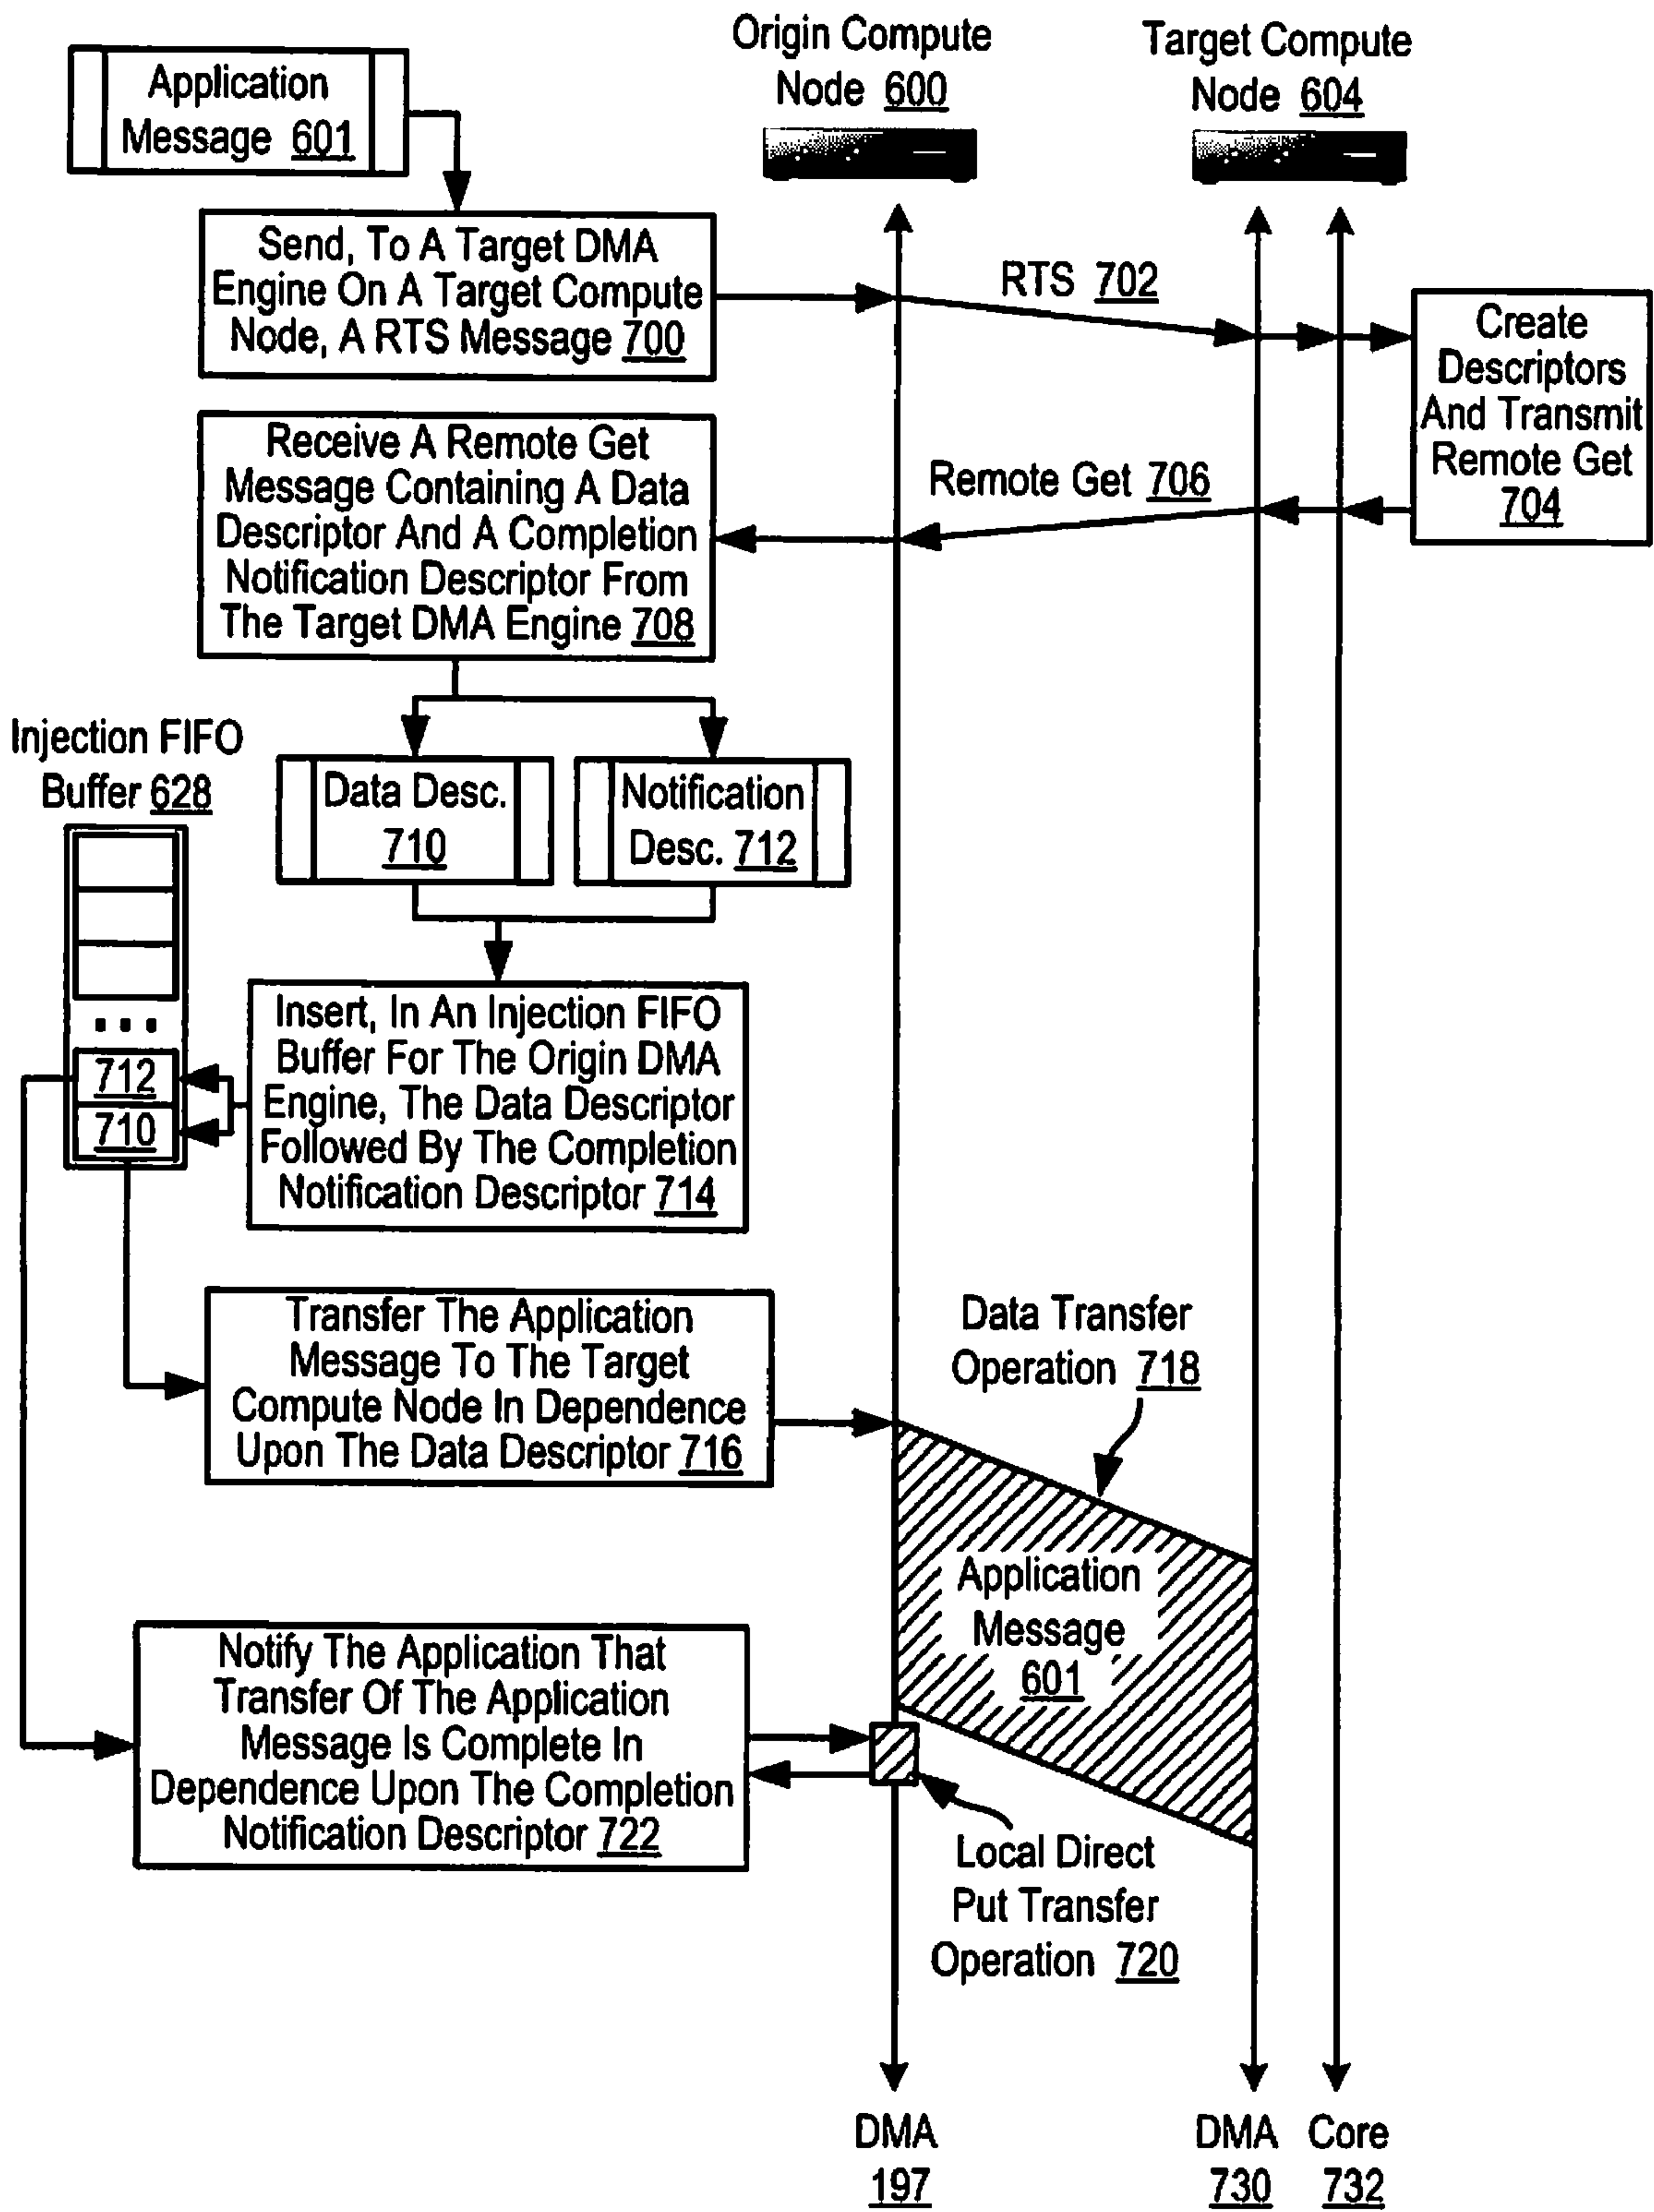 Origin Compute
Node 600
Target Compute
Node 604
Application
Message 601
Send, To A Target DMA
Engine On A Target Compute
Node, A RTS Message 700
RTS 702
Create
Descriptors
And Transmit
Remote Get
704
Receive A Remote Get
Message Containing A Data
Descriptor And A Completion
Notification Descriptor From
The Target DMA Engine 708
Remote Get 706
Injection FIFO
Buffer 628
Data Desc.
710
Notification
Desc. 712
712
710
Insert, In An Injection FIFO
Buffer For The Origin DMA
Engine, The Data Descriptor
Followed By The Completion
Notification Descriptor 714
Transfer The Application
Message To The Target
Compute Node In Dependence
Upon The Data Descriptor 716
Data Transfer
Operation 718
Application
Message
601
Notify The Application That
Transfer Of The Application
Message Is Complete In
Dependence Upon The Completion
Notification Descriptor 722
Local Direct
Put Transfer
Operation 720
DMA
197
DMA
730
Core
732